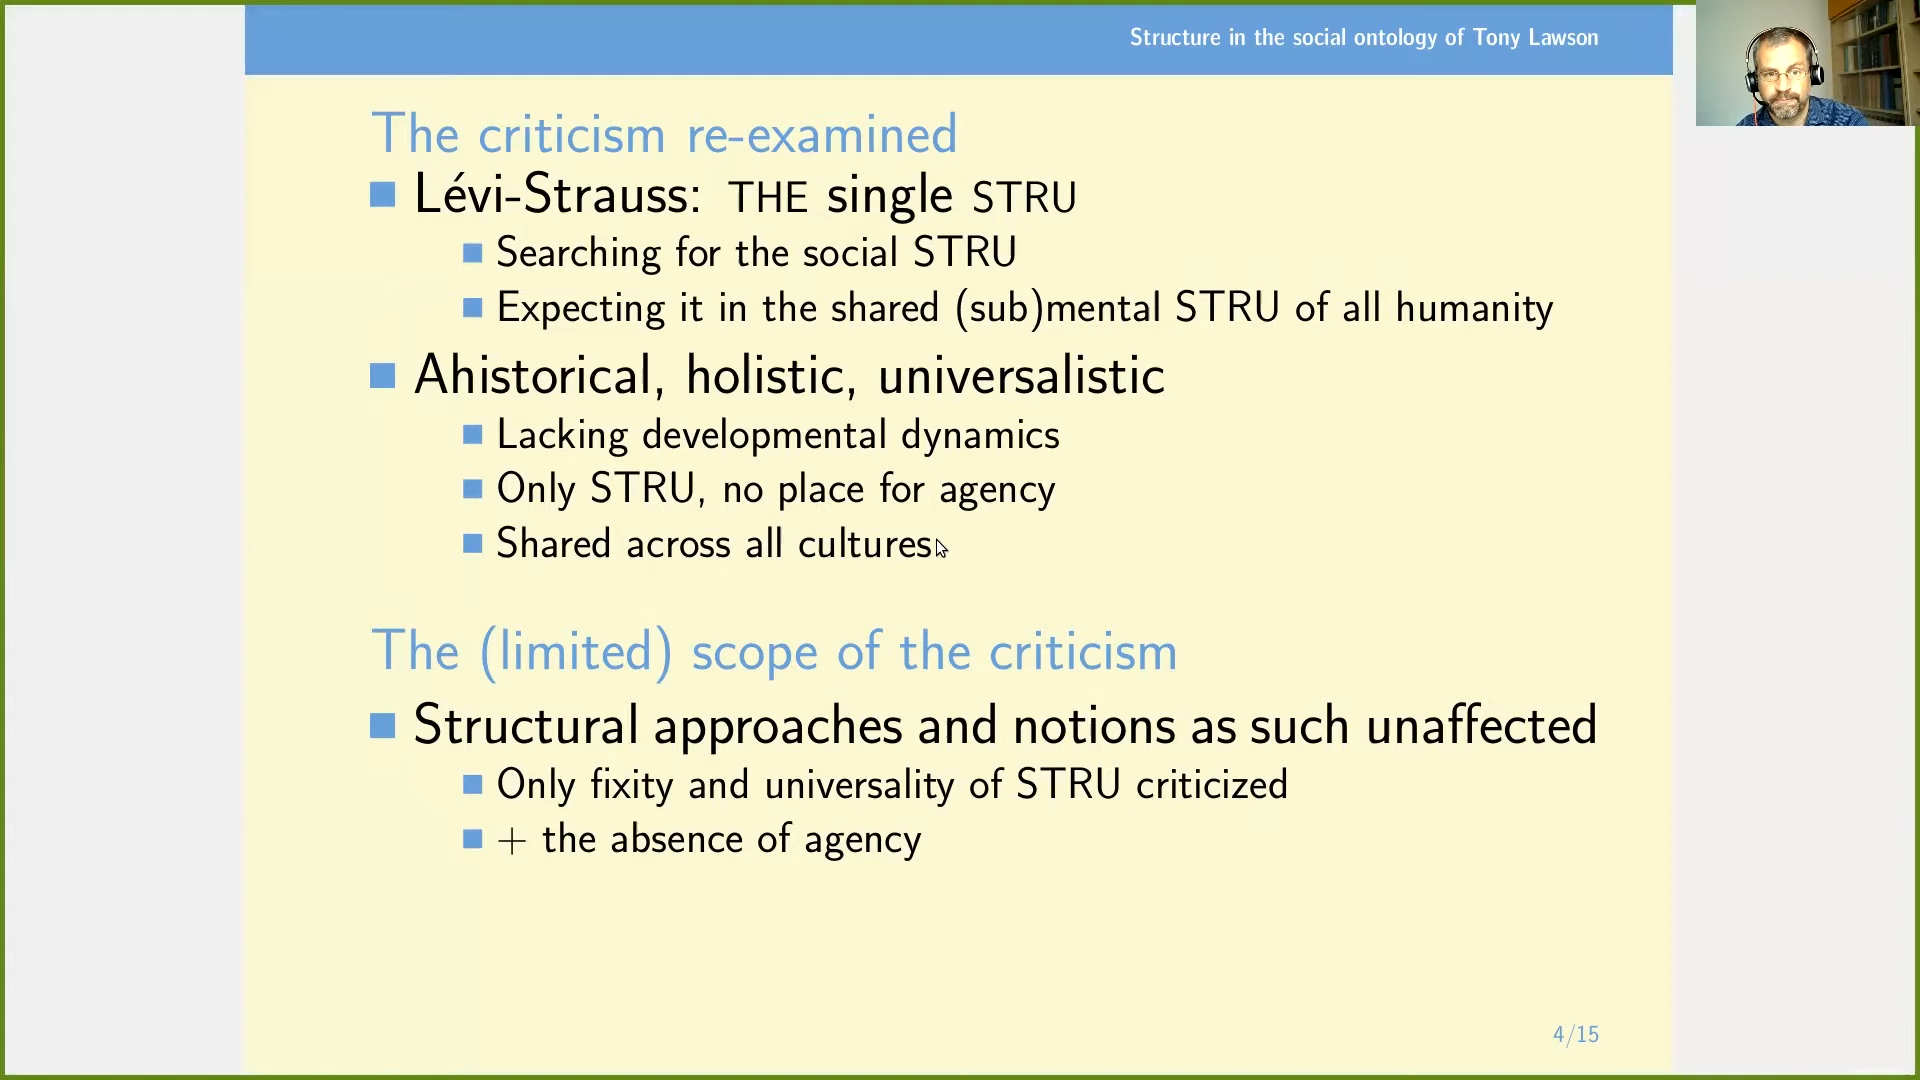 Structure in the social ontology of Tony Lawson
The criticism re-examined
Lévi-Strauss: THE single STRU
Searching for the social STRU
Expecting it in the shared (sub)mental STRU of all humanity
Ahistorical, holistic, universalistic
Lacking developmental dynamics
Only STRU, no place for agency
Shared across all cultures
The (limited) scope of the criticism
Structural approaches and notions as such unaffected
Only fixity and universality of STRU criticized
+ the absence of agency
4/15